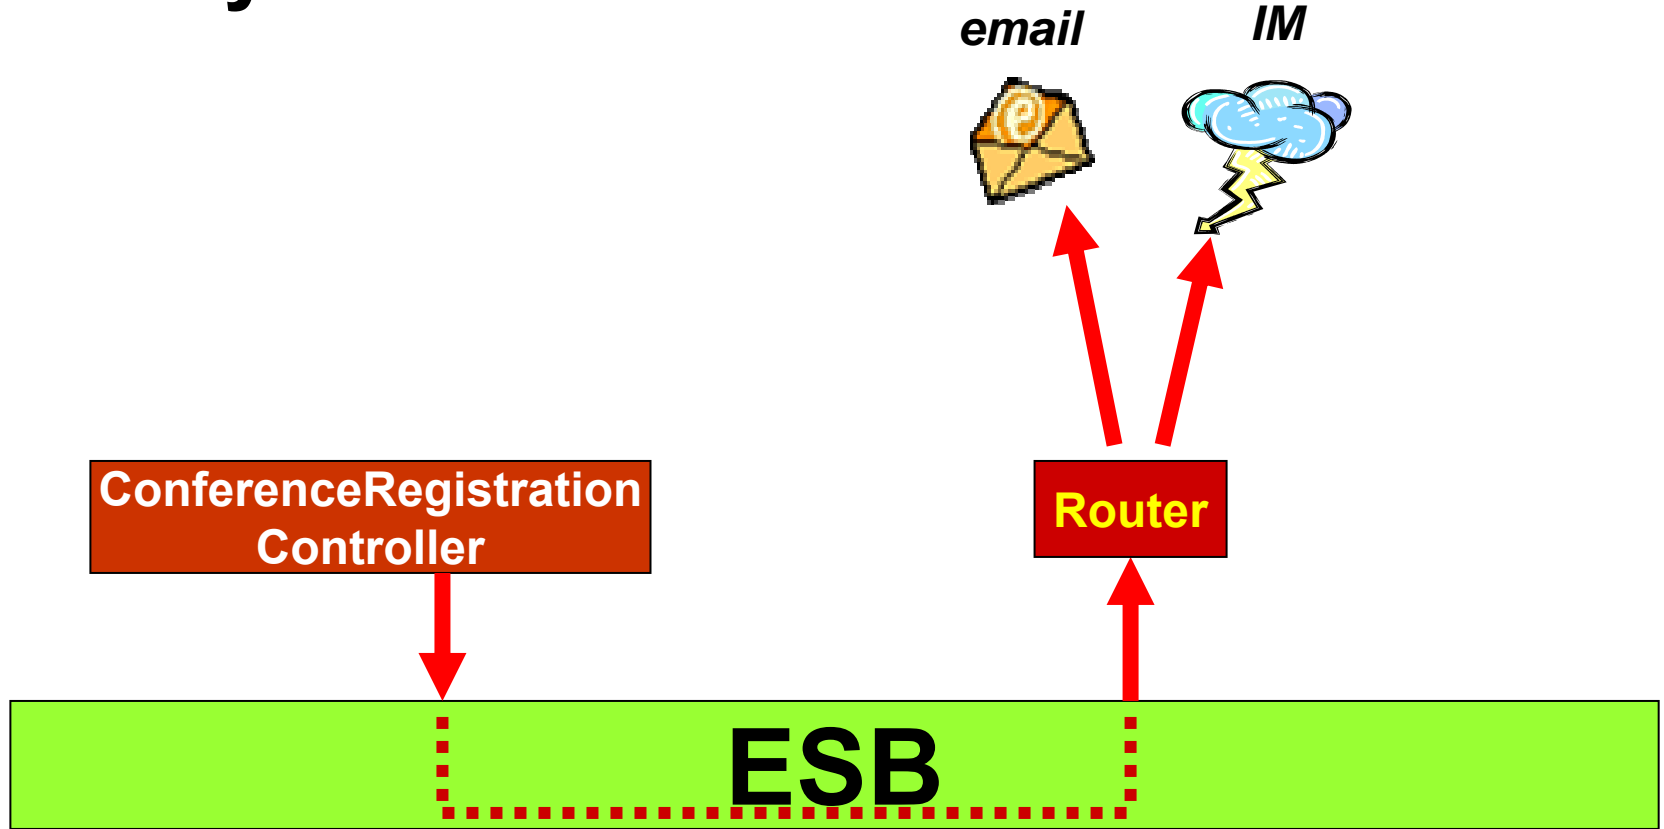 email
IM
ConferenceRegistration
Controller
Router
ESB